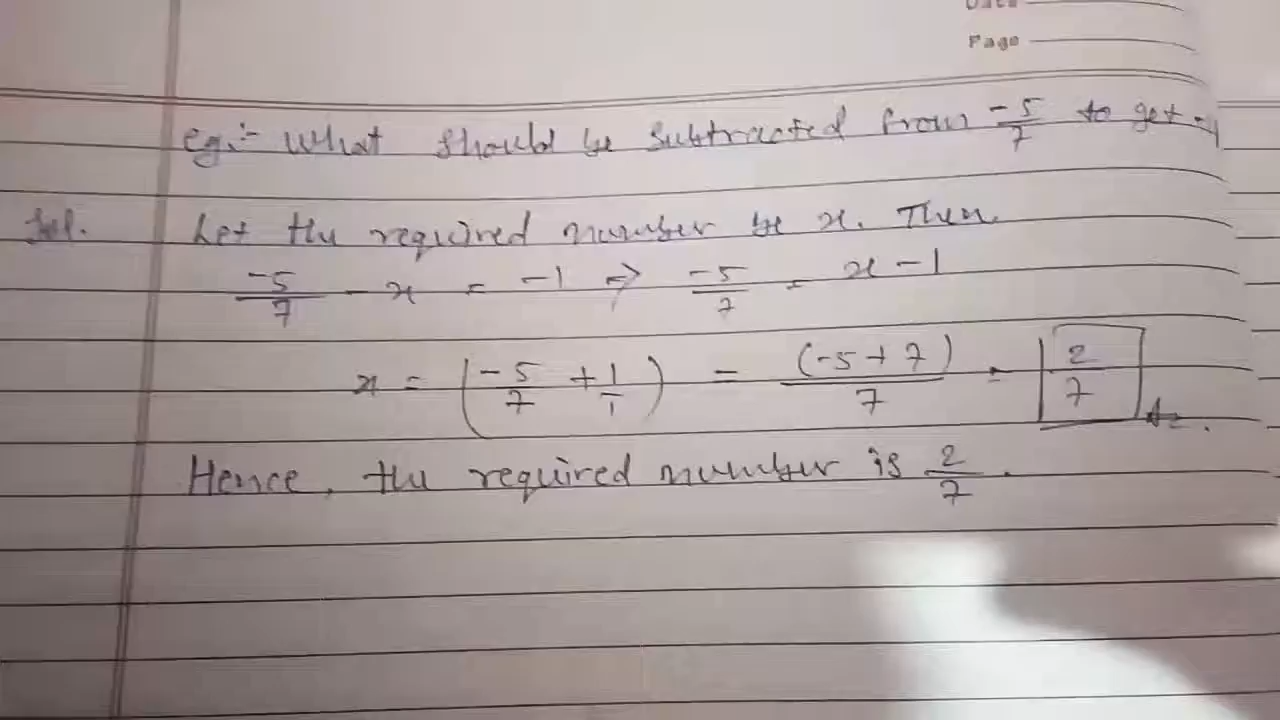 Date
Page
eg:- What should be subtracted from -5/7 to get -1
Sol. Let the required number be x. Then.
-5/7 - x = -1 ⇒ -5/7 = x - 1
x = (-5/7 + 1/1) = (-5+7)/7 = 2/7
Hence, the required number is 2/7.